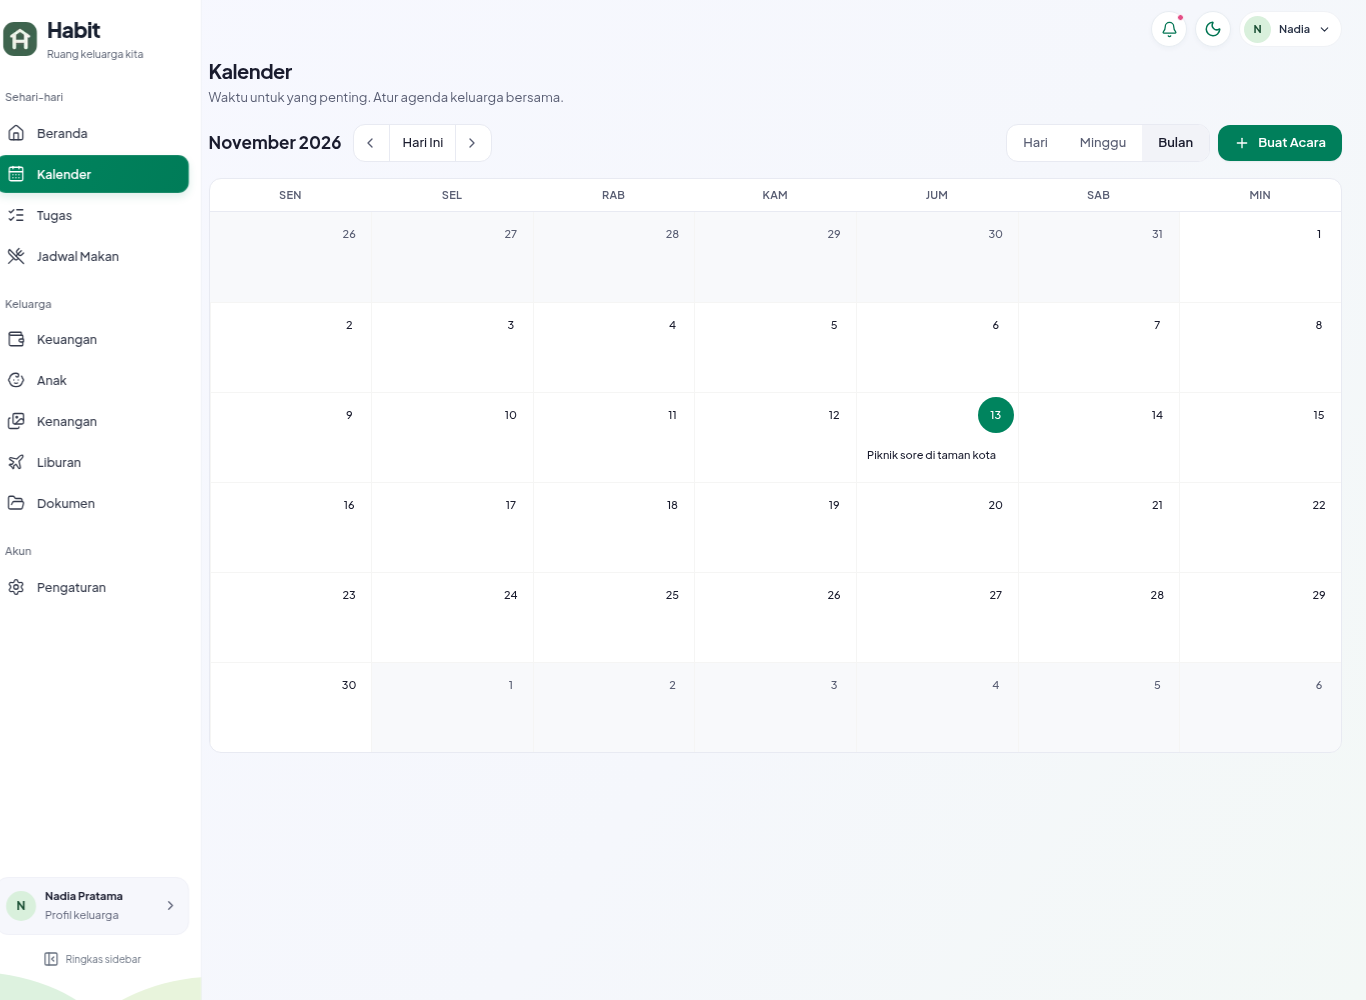 Habit
Ruang keluarga kita
Sehari-hari
Beranda
Kalender
Tugas
Jadwal Makan
Keluarga
Keuangan
Anak
Kenangan
Liburan
Dokumen
Akun
Pengaturan
N
Nadia Pratama
Profil keluarga
Ringkas sidebar
N Nadia
Kalender
Waktu untuk yang penting. Atur agenda keluarga bersama.
November 2026 Hari Ini Hari Minggu Bulan Buat Acara
SEN SEL RAB KAM JUM SAB MIN
26 27 28 29 30 31 1
2 3 4 5 6 7 8
9 10 11 12 13 14 15
Piknik sore di taman kota
16 17 18 19 20 21 22
23 24 25 26 27 28 29
30 1 2 3 4 5 6